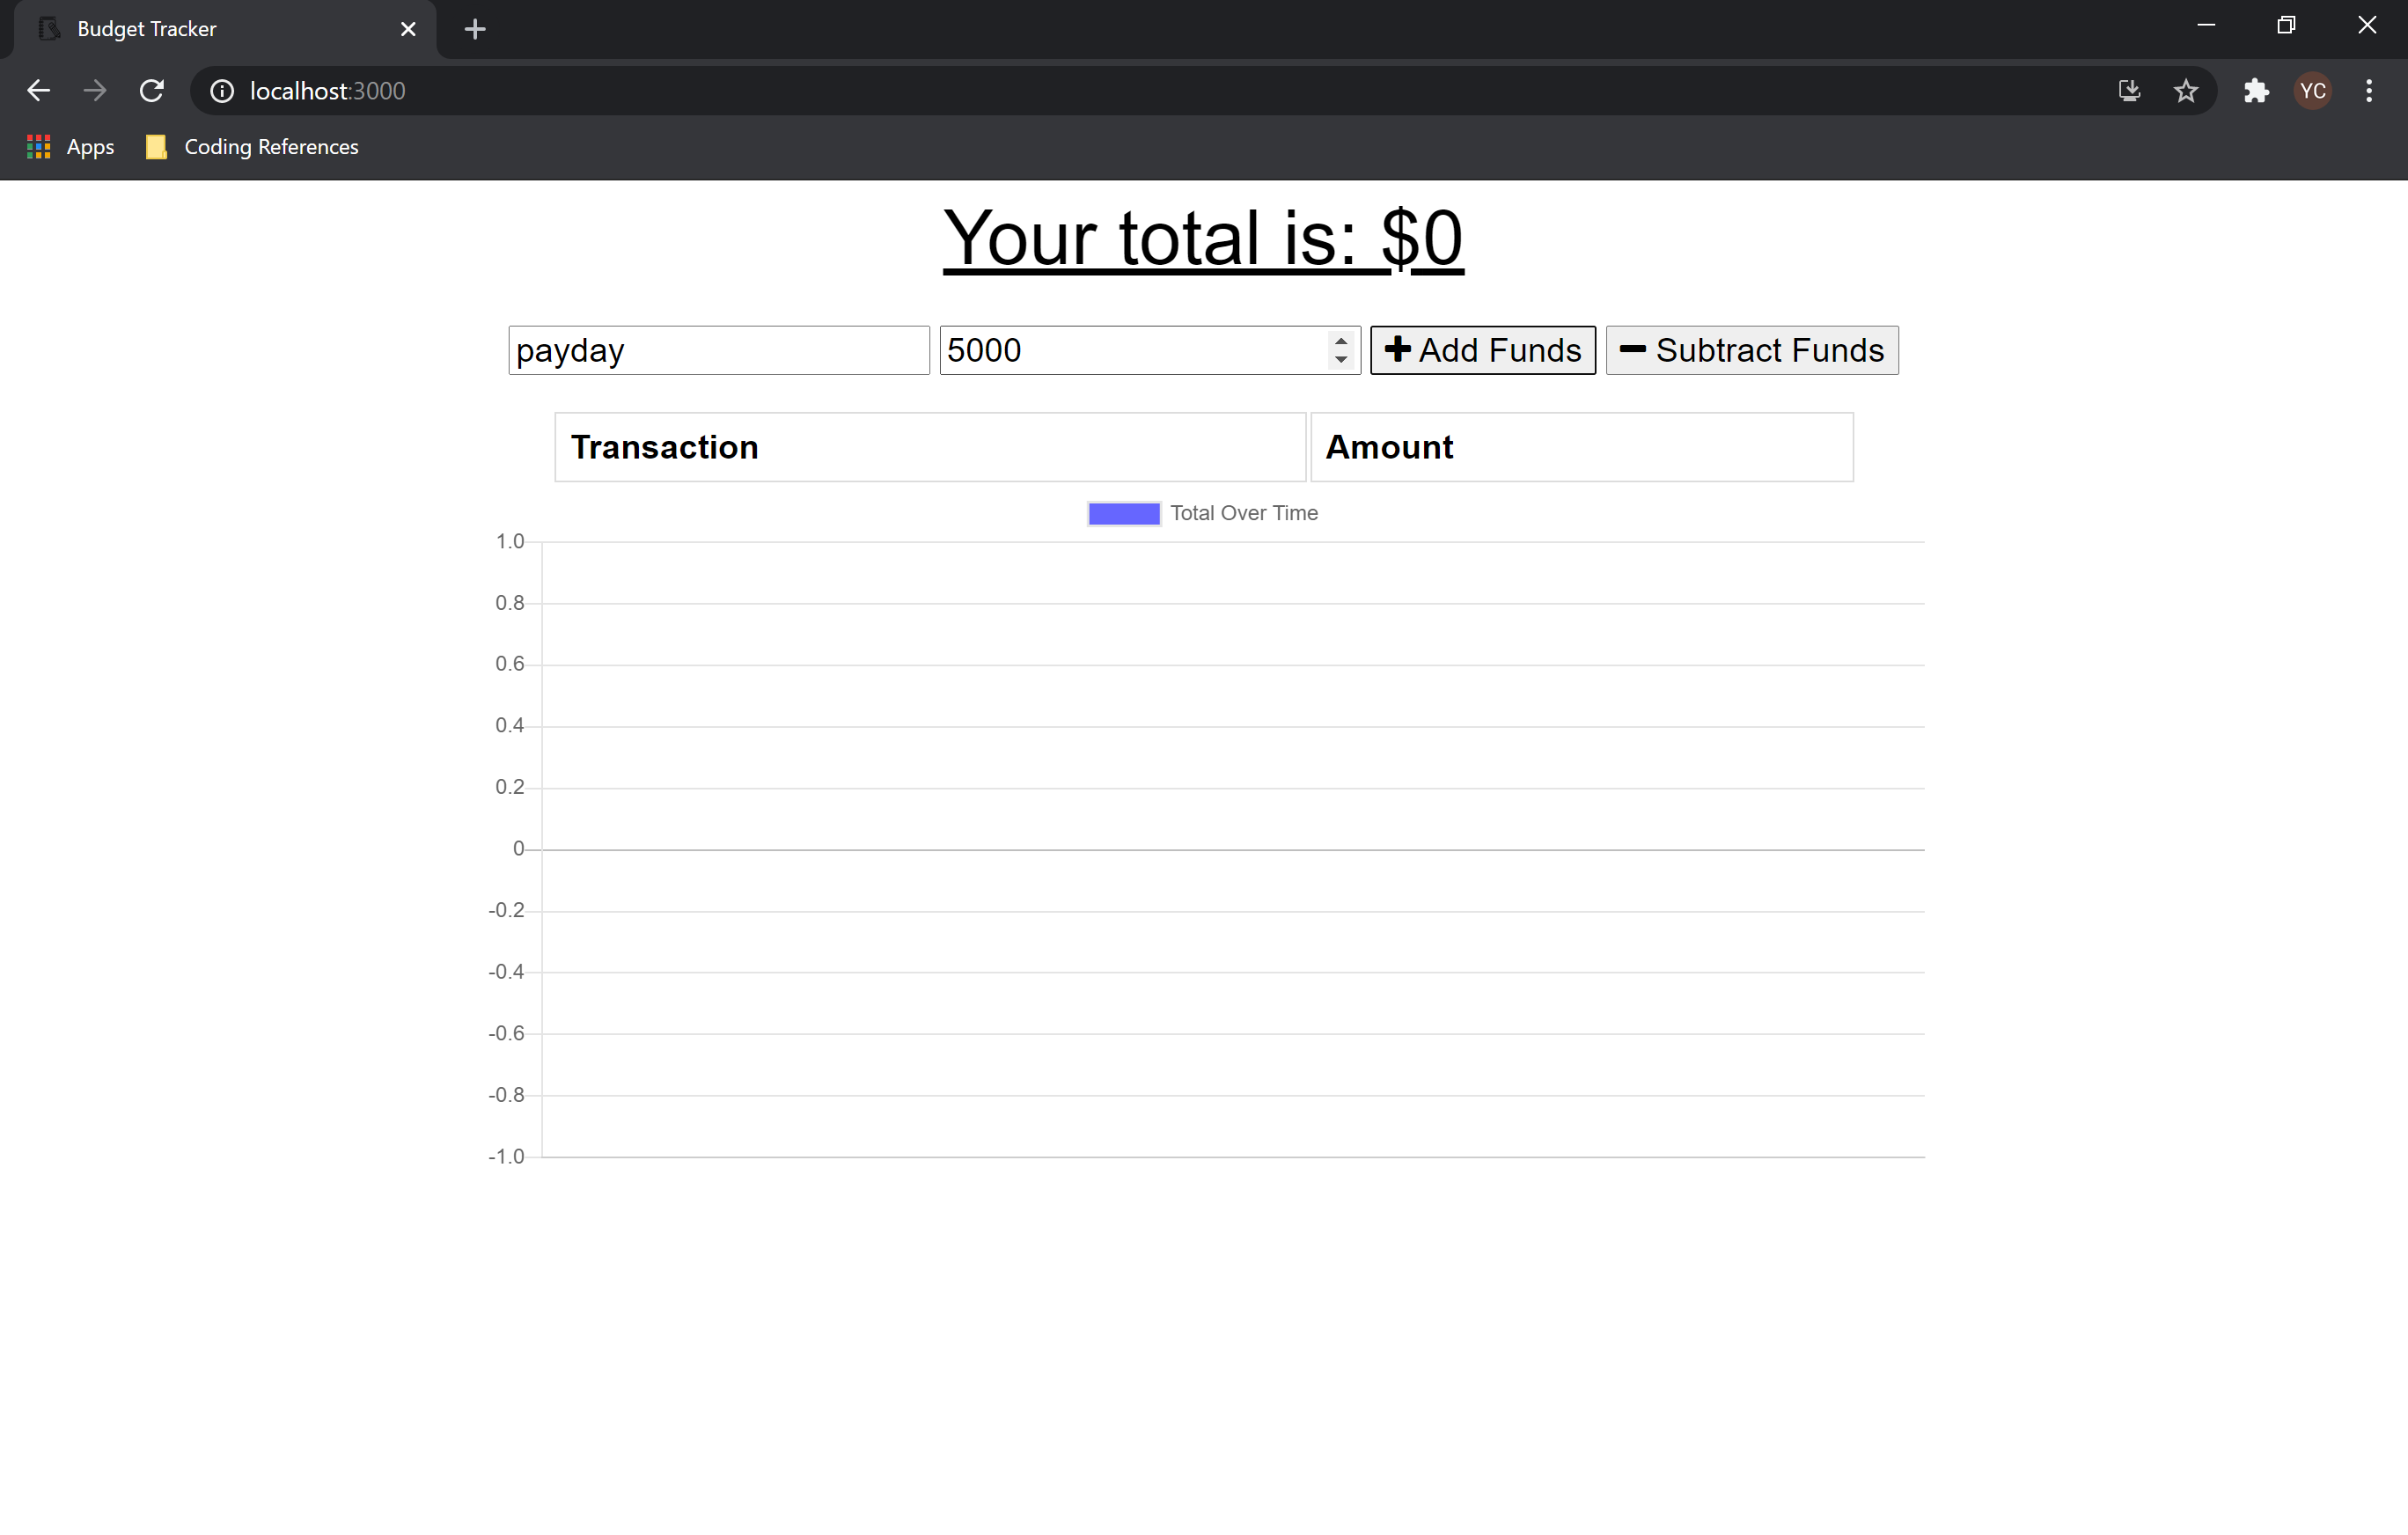 Budget Tracker
localhost:3000
YC
Apps
Coding References
Your total is: $0
payday
5000
Add Funds
Subtract Funds
Transaction
Amount
Total Over Time
1.0
0.8
0.6
0.4
0.2
0
-0.2
-0.4
-0.6
-0.8
-1.0